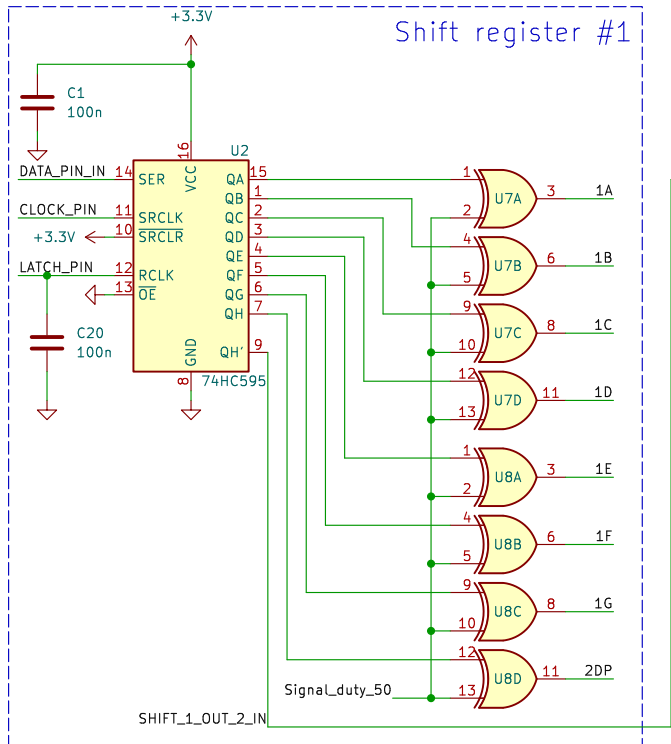 +3.3V
Shift register #1
C1
100n
U2
16
VCC
DATA_PIN_IN 14 SER QA 15
QB 1
CLOCK_PIN 11 SRCLK QC 2
+3.3V 10 SRCLR QD 3
QE 4
LATCH_PIN 12 RCLK QF 5
13 OE QG 6
QH 7
C20
100n
GND
QH' 9
8
74HC595
1 U7A 3 1A
2
4 U7B 6 1B
5
9 U7C 8 1C
10
12 U7D 11 1D
13
1 U8A 3 1E
2
4 U8B 6 1F
5
9 U8C 8 1G
10
12 U8D 11 2DP
Signal_duty_50 13
SHIFT_1_OUT_2_IN